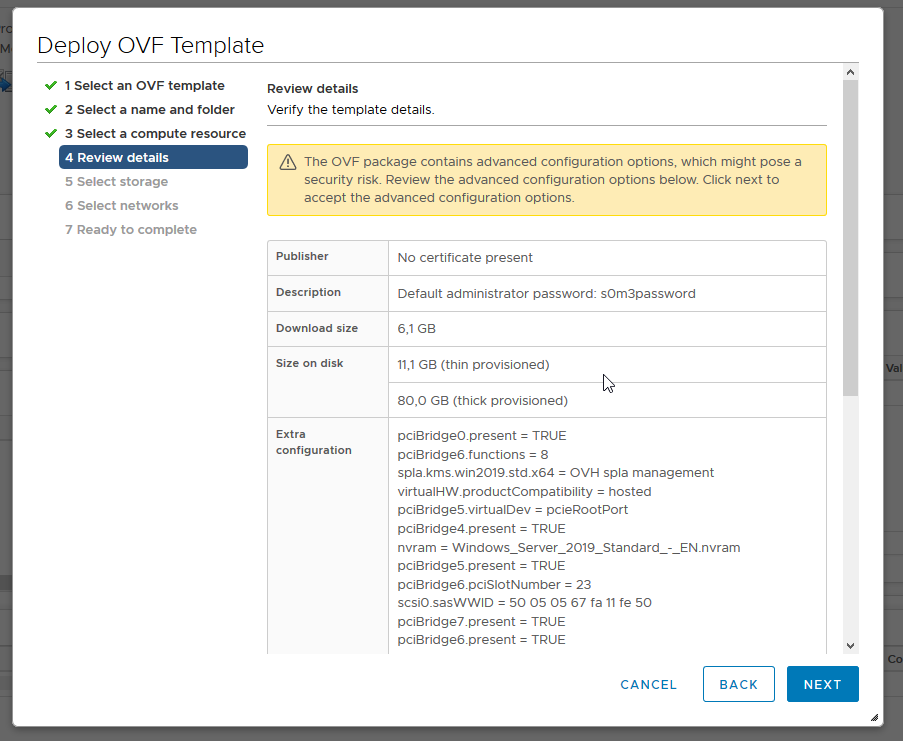 Deploy OVF Template
1 Select an OVF template
2 Select a name and folder
3 Select a compute resource
4 Review details
5 Select storage
6 Select networks
7 Ready to complete
Review details
Verify the template details.
The OVF package contains advanced configuration options, which might pose a
security risk. Review the advanced configuration options below. Click next to
accept the advanced configuration options.
Publisher
No certificate present
Description
Default administrator password: s0m3password
Download size
6,1 GB
Size on disk
11,1 GB (thin provisioned)
80,0 GB (thick provisioned)
Extra
configuration
pciBridge0.present = TRUE
pciBridge6.functions = 8
spla.kms.win2019.std.x64 = OVH spla management
virtualHW.productCompatibility = hosted
pciBridge5.virtualDev = pcieRootPort
pciBridge4.present = TRUE
nvram = Windows_Server_2019_Standard_-_EN.nvram
pciBridge5.present = TRUE
pciBridge6.pciSlotNumber = 23
scsi0.sasWWID = 50 05 05 67 fa 11 fe 50
pciBridge7.present = TRUE
pciBridge6.present = TRUE
CANCEL
BACK
NEXT
Val
Co